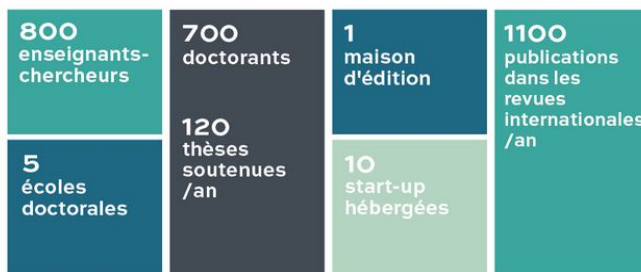 800
enseignants-
chercheurs
5
écoles
doctorales
700
doctorants
120
thèses
soutenues
/an
1
maison
d'édition
10
start-up
hébergées
1100
publications
dans les
revues
internationales
/an